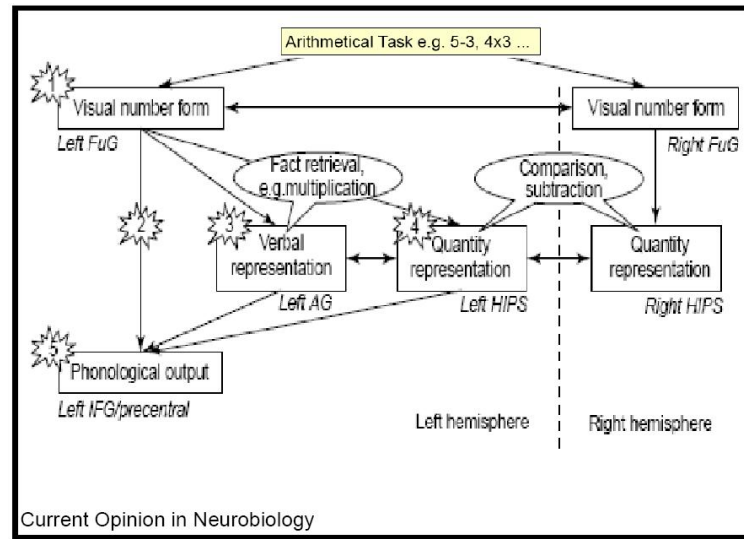 Arithmetical Task e.g. 5-3, 4x3 ...
1
Visual number form
Left FuG
Visual number form
Right FuG
Fact retrieval,
e.g.multiplication
Comparison,
subtraction
2
3
Verbal
representation
Left AG
4
Quantity
representation
Left HIPS
Quantity
representation
Right HIPS
5
Phonological output
Left IFG/precentral
Left hemisphere
Right hemisphere
Current Opinion in Neurobiology